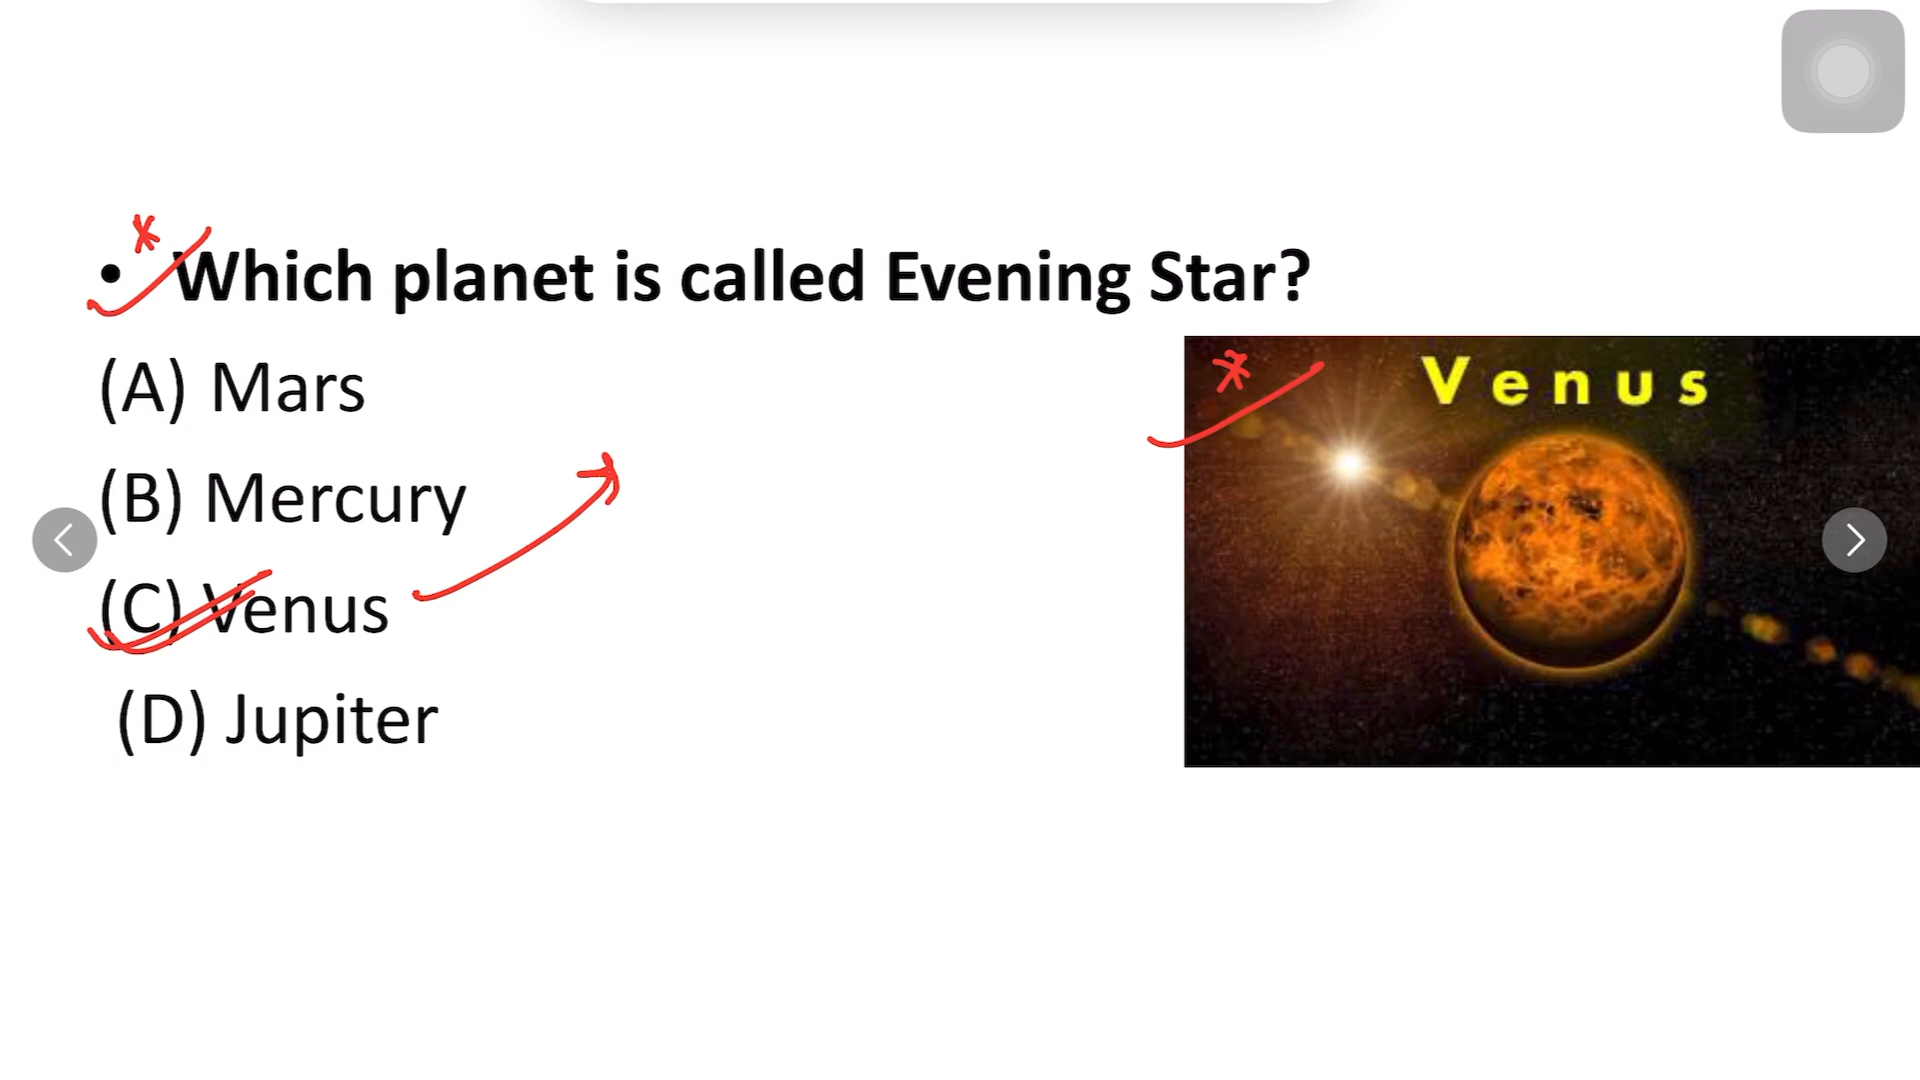 • Which planet is called Evening Star?
(A) Mars
(B) Mercury
(C) Venus
(D) Jupiter
Venus